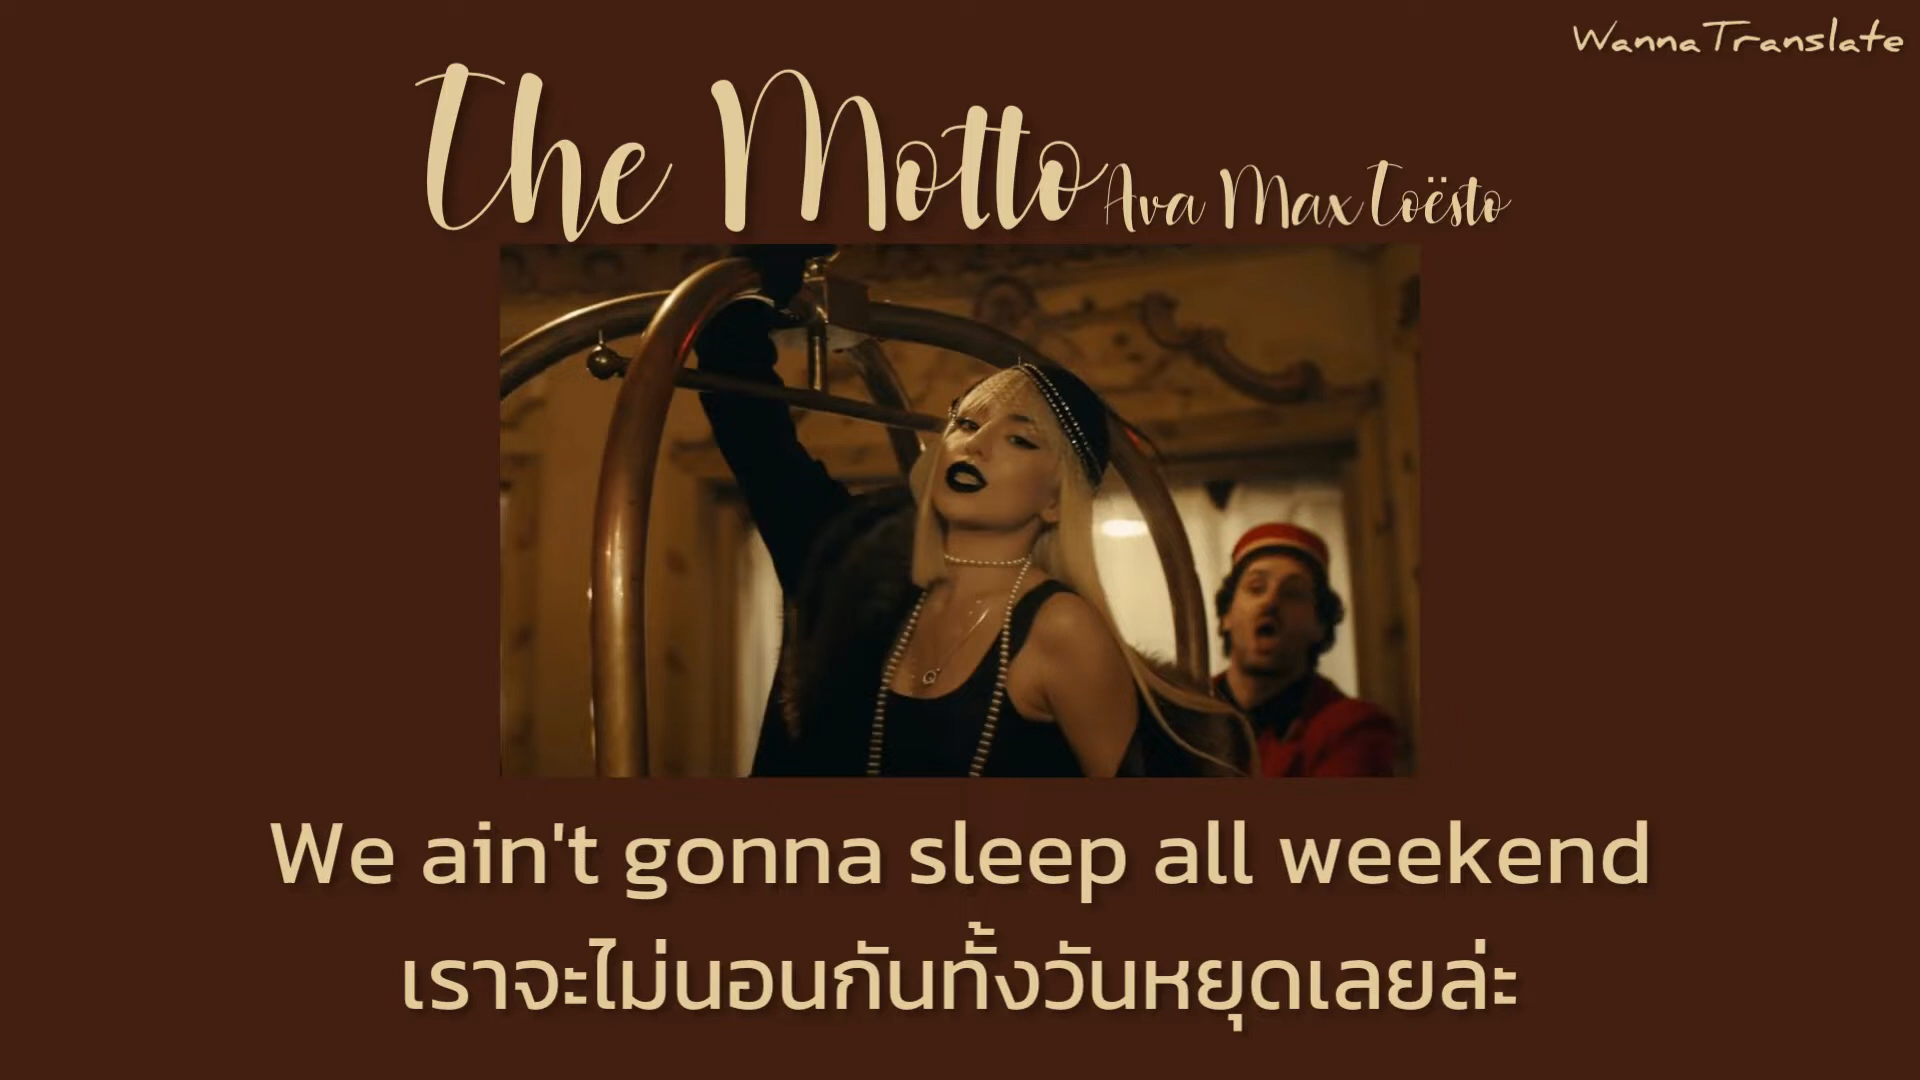 WannaTranslate
The Motto Ava Max Toësto
We ain't gonna sleep all weekend
เราจะไม่นอนกันทั้งวันหยุดเลยล่ะ